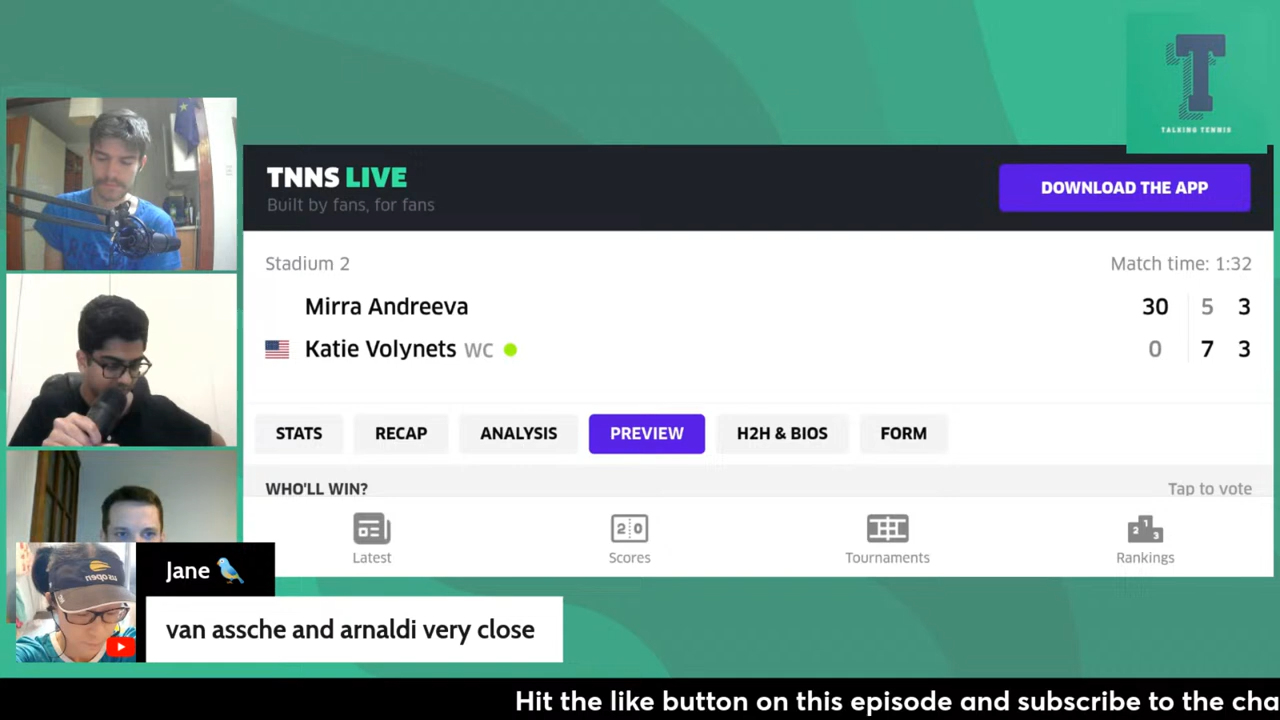 T
TALKING TENNIS
TNNS LIVE
Built by fans, for fans
DOWNLOAD THE APP
Stadium 2
Match time: 1:32
Mirra Andreeva 30 5 3
Katie Volynets WC 0 7 3
STATS RECAP ANALYSIS PREVIEW H2H & BIOS FORM
WHO'LL WIN? Tap to vote
Latest Scores Tournaments Rankings
Jane
van assche and arnaldi very close
Hit the like button on this episode and subscribe to the cha